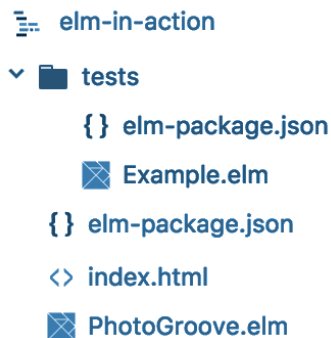 elm-in-action
tests
{} elm-package.json
Example.elm
{} elm-package.json
<> index.html
PhotoGroove.elm